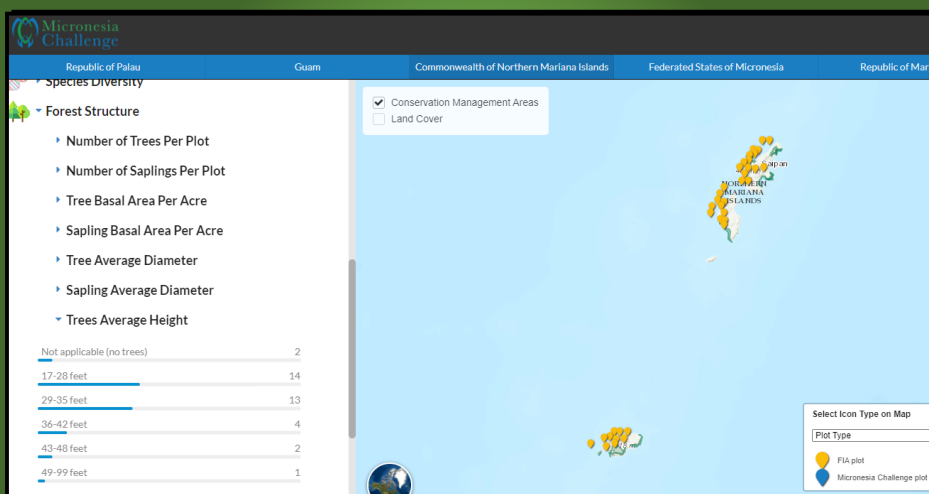 Micronesia
Challenge
Republic of Palau
Guam
Commonwealth of Northern Mariana Islands
Federated States of Micronesia
Republic of Mar
Species Diversity
Forest Structure
Number of Trees Per Plot
Number of Saplings Per Plot
Tree Basal Area Per Acre
Sapling Basal Area Per Acre
Tree Average Diameter
Sapling Average Diameter
Trees Average Height
Not applicable (no trees) 2
17-28 feet 14
29-35 feet 13
36-42 feet 4
43-48 feet 2
49-99 feet 1
Conservation Management Areas
Land Cover
NORTHERN
MARIANA
ISLANDS
Select Icon Type on Map
Plot Type
FIA plot
Micronesia Challenge plot